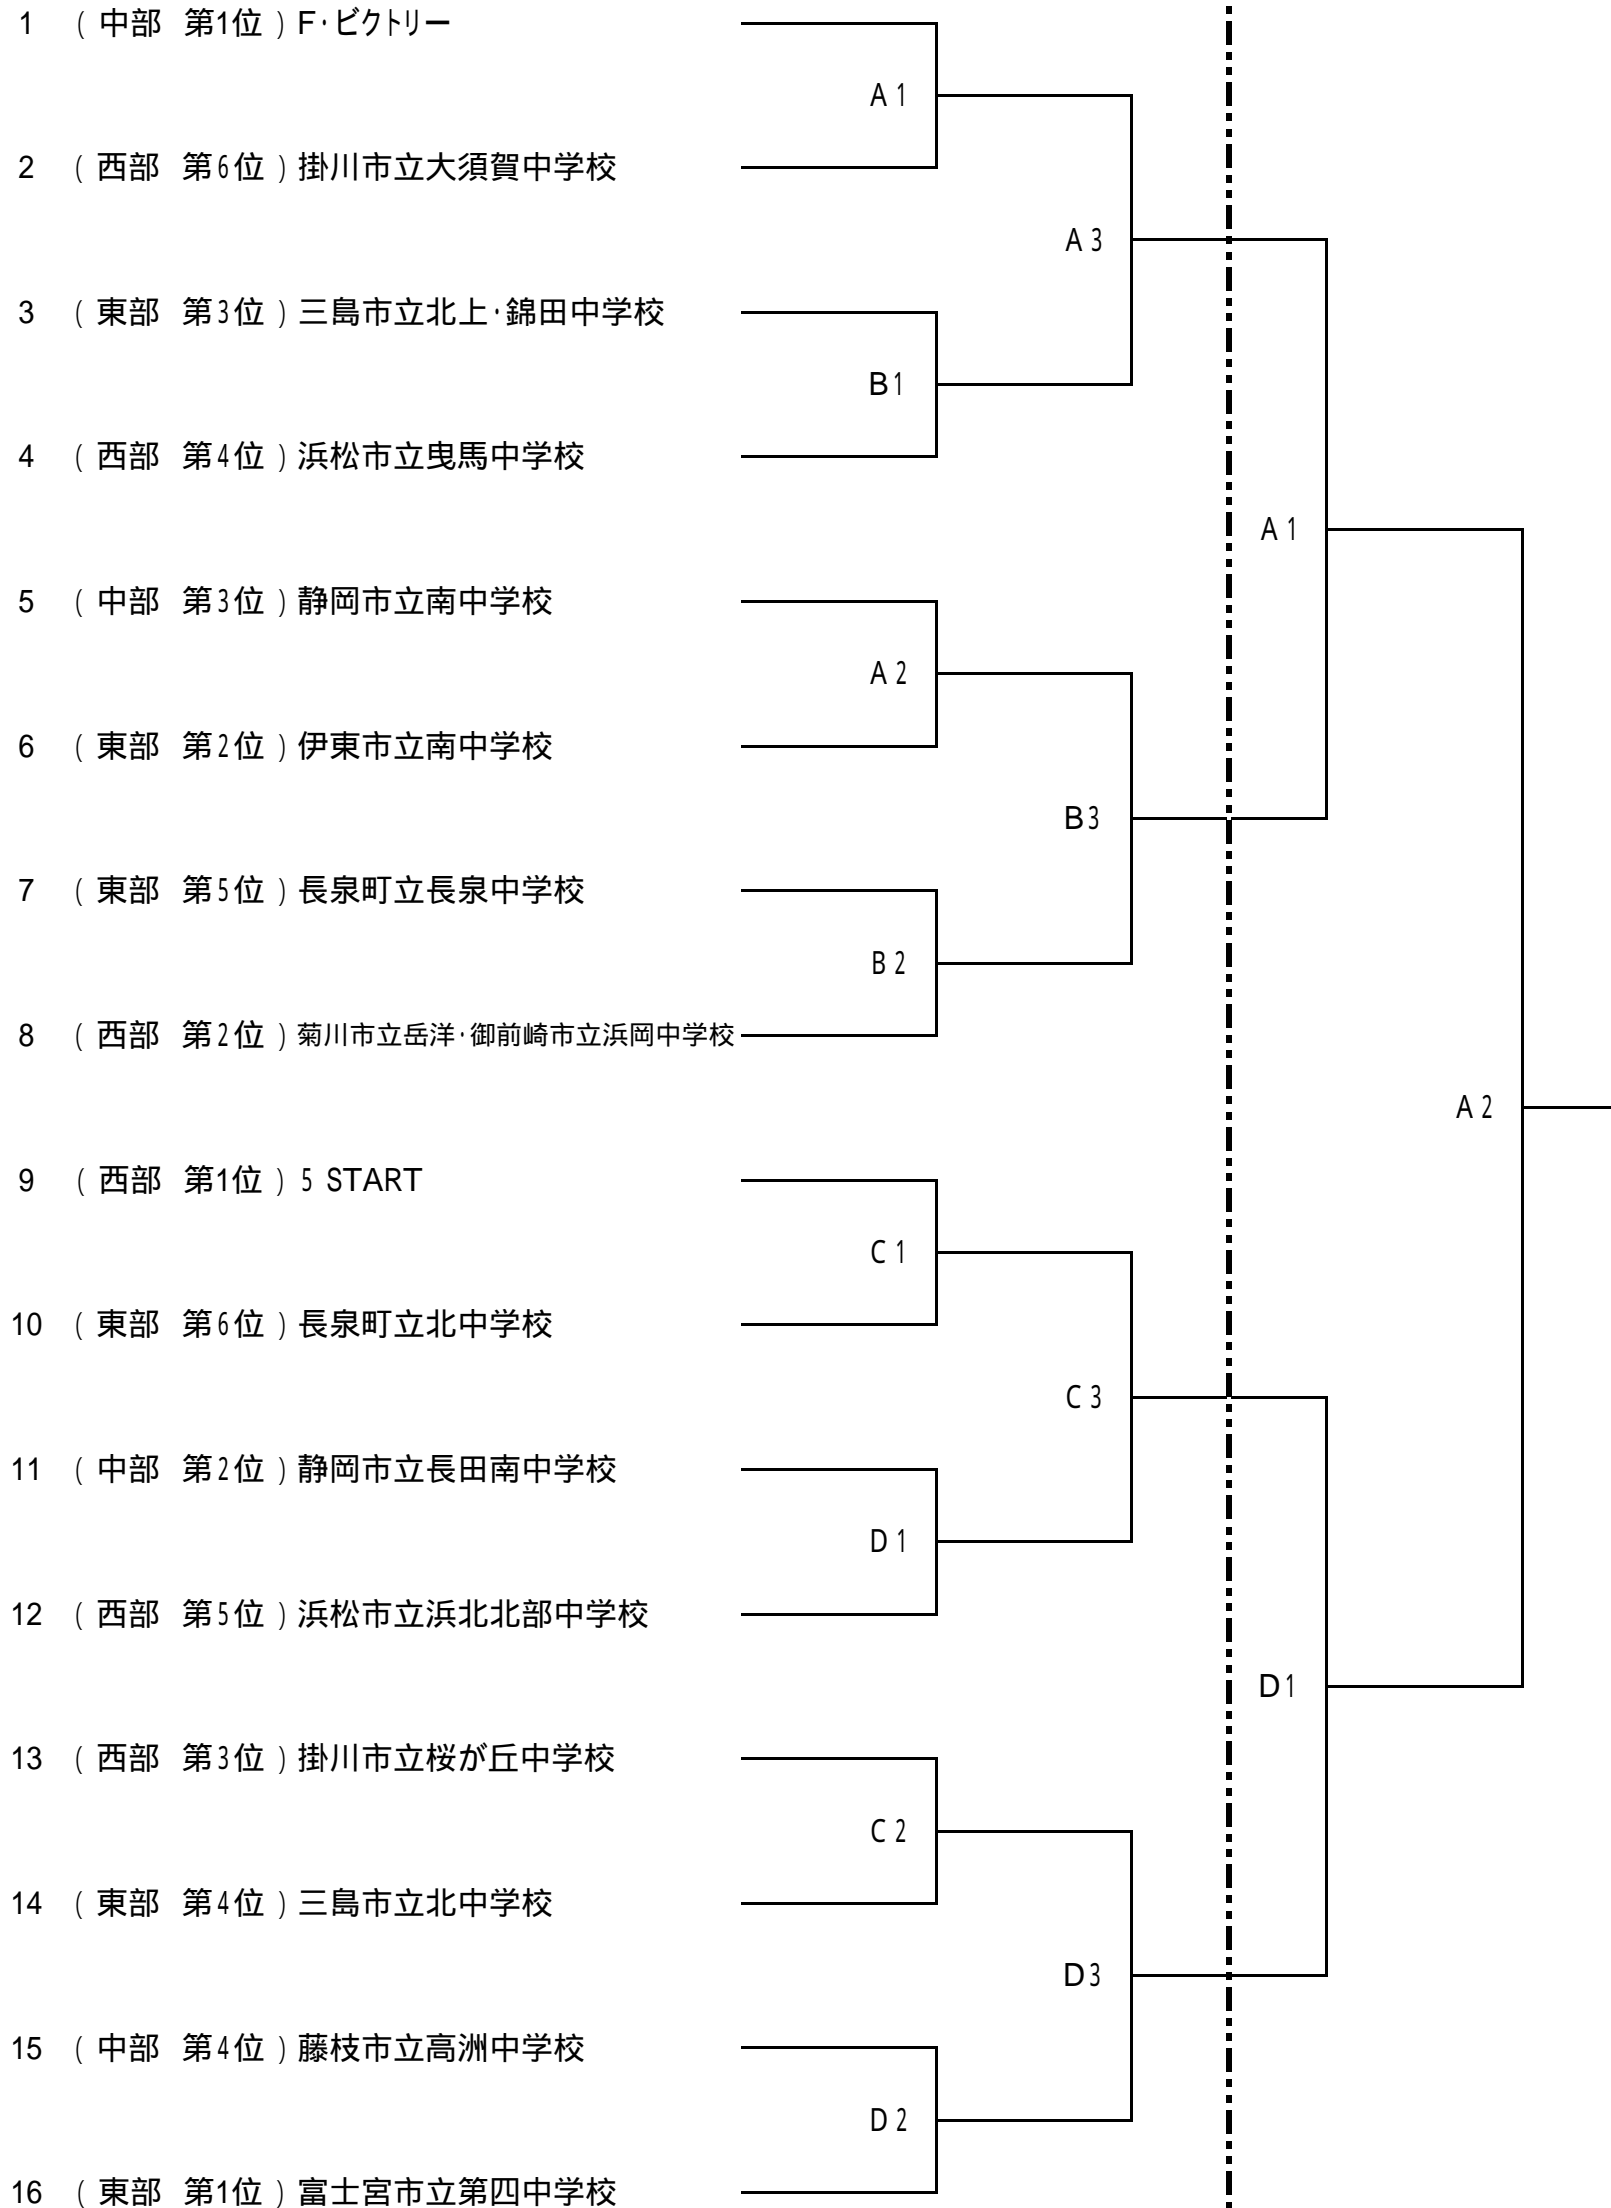 1 (中部 第1位) F・ビクトリー
A1
2 (西部 第6位) 掛川市立大須賀中学校
A3
3 (東部 第3位) 三島市立北上・錦田中学校
B1
4 (西部 第4位) 浜松市立曳馬中学校
A1
5 (中部 第3位) 静岡市立南中学校
A2
6 (東部 第2位) 伊東市立南中学校
B3
7 (東部 第5位) 長泉町立長泉中学校
B2
8 (西部 第2位) 菊川市立岳洋・御前崎市立浜岡中学校
A2
9 (西部 第1位) 5 START
C1
10 (東部 第6位) 長泉町立北中学校
C3
11 (中部 第2位) 静岡市立長田南中学校
D1
12 (西部 第5位) 浜松市立浜北北部中学校
D1
13 (西部 第3位) 掛川市立桜が丘中学校
C2
14 (東部 第4位) 三島市立北中学校
D3
15 (中部 第4位) 藤枝市立高洲中学校
D2
16 (東部 第1位) 富士宮市立第四中学校